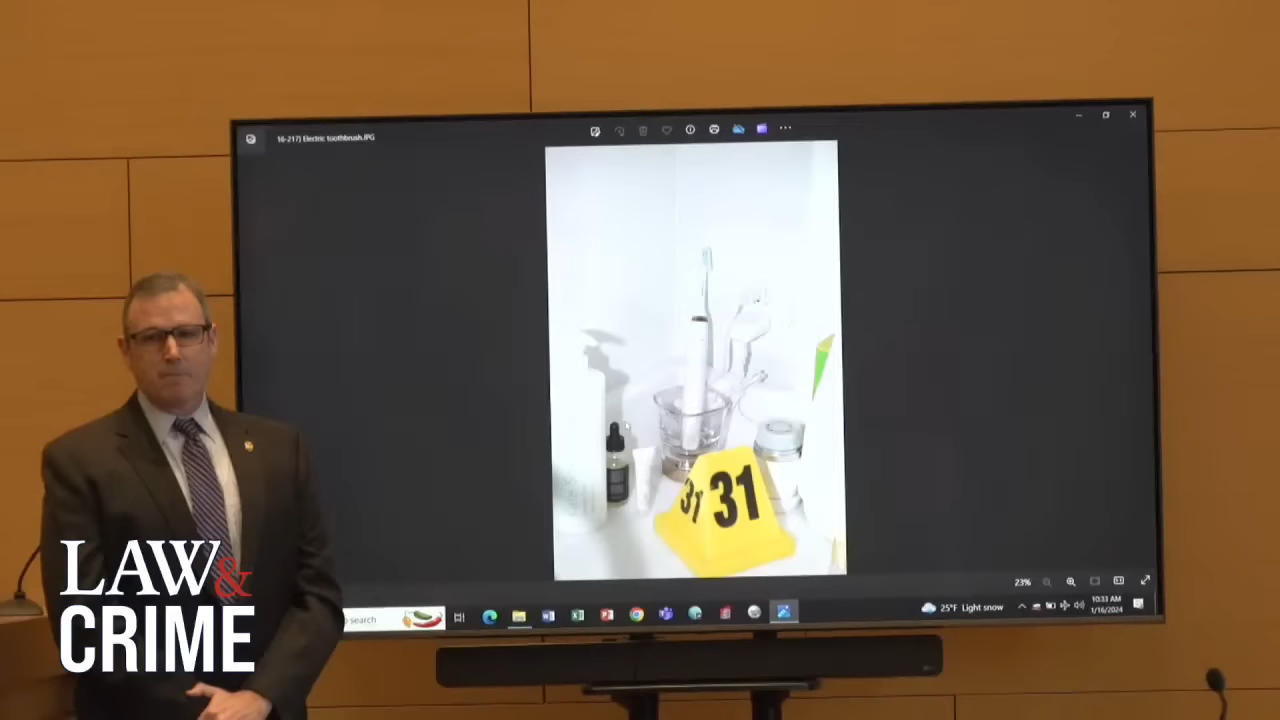 16-217) Electric toothbrush.JPG
31
31
23%
search
25°F Light snow
10:33 AM
1/16/2024
LAW&
CRIME